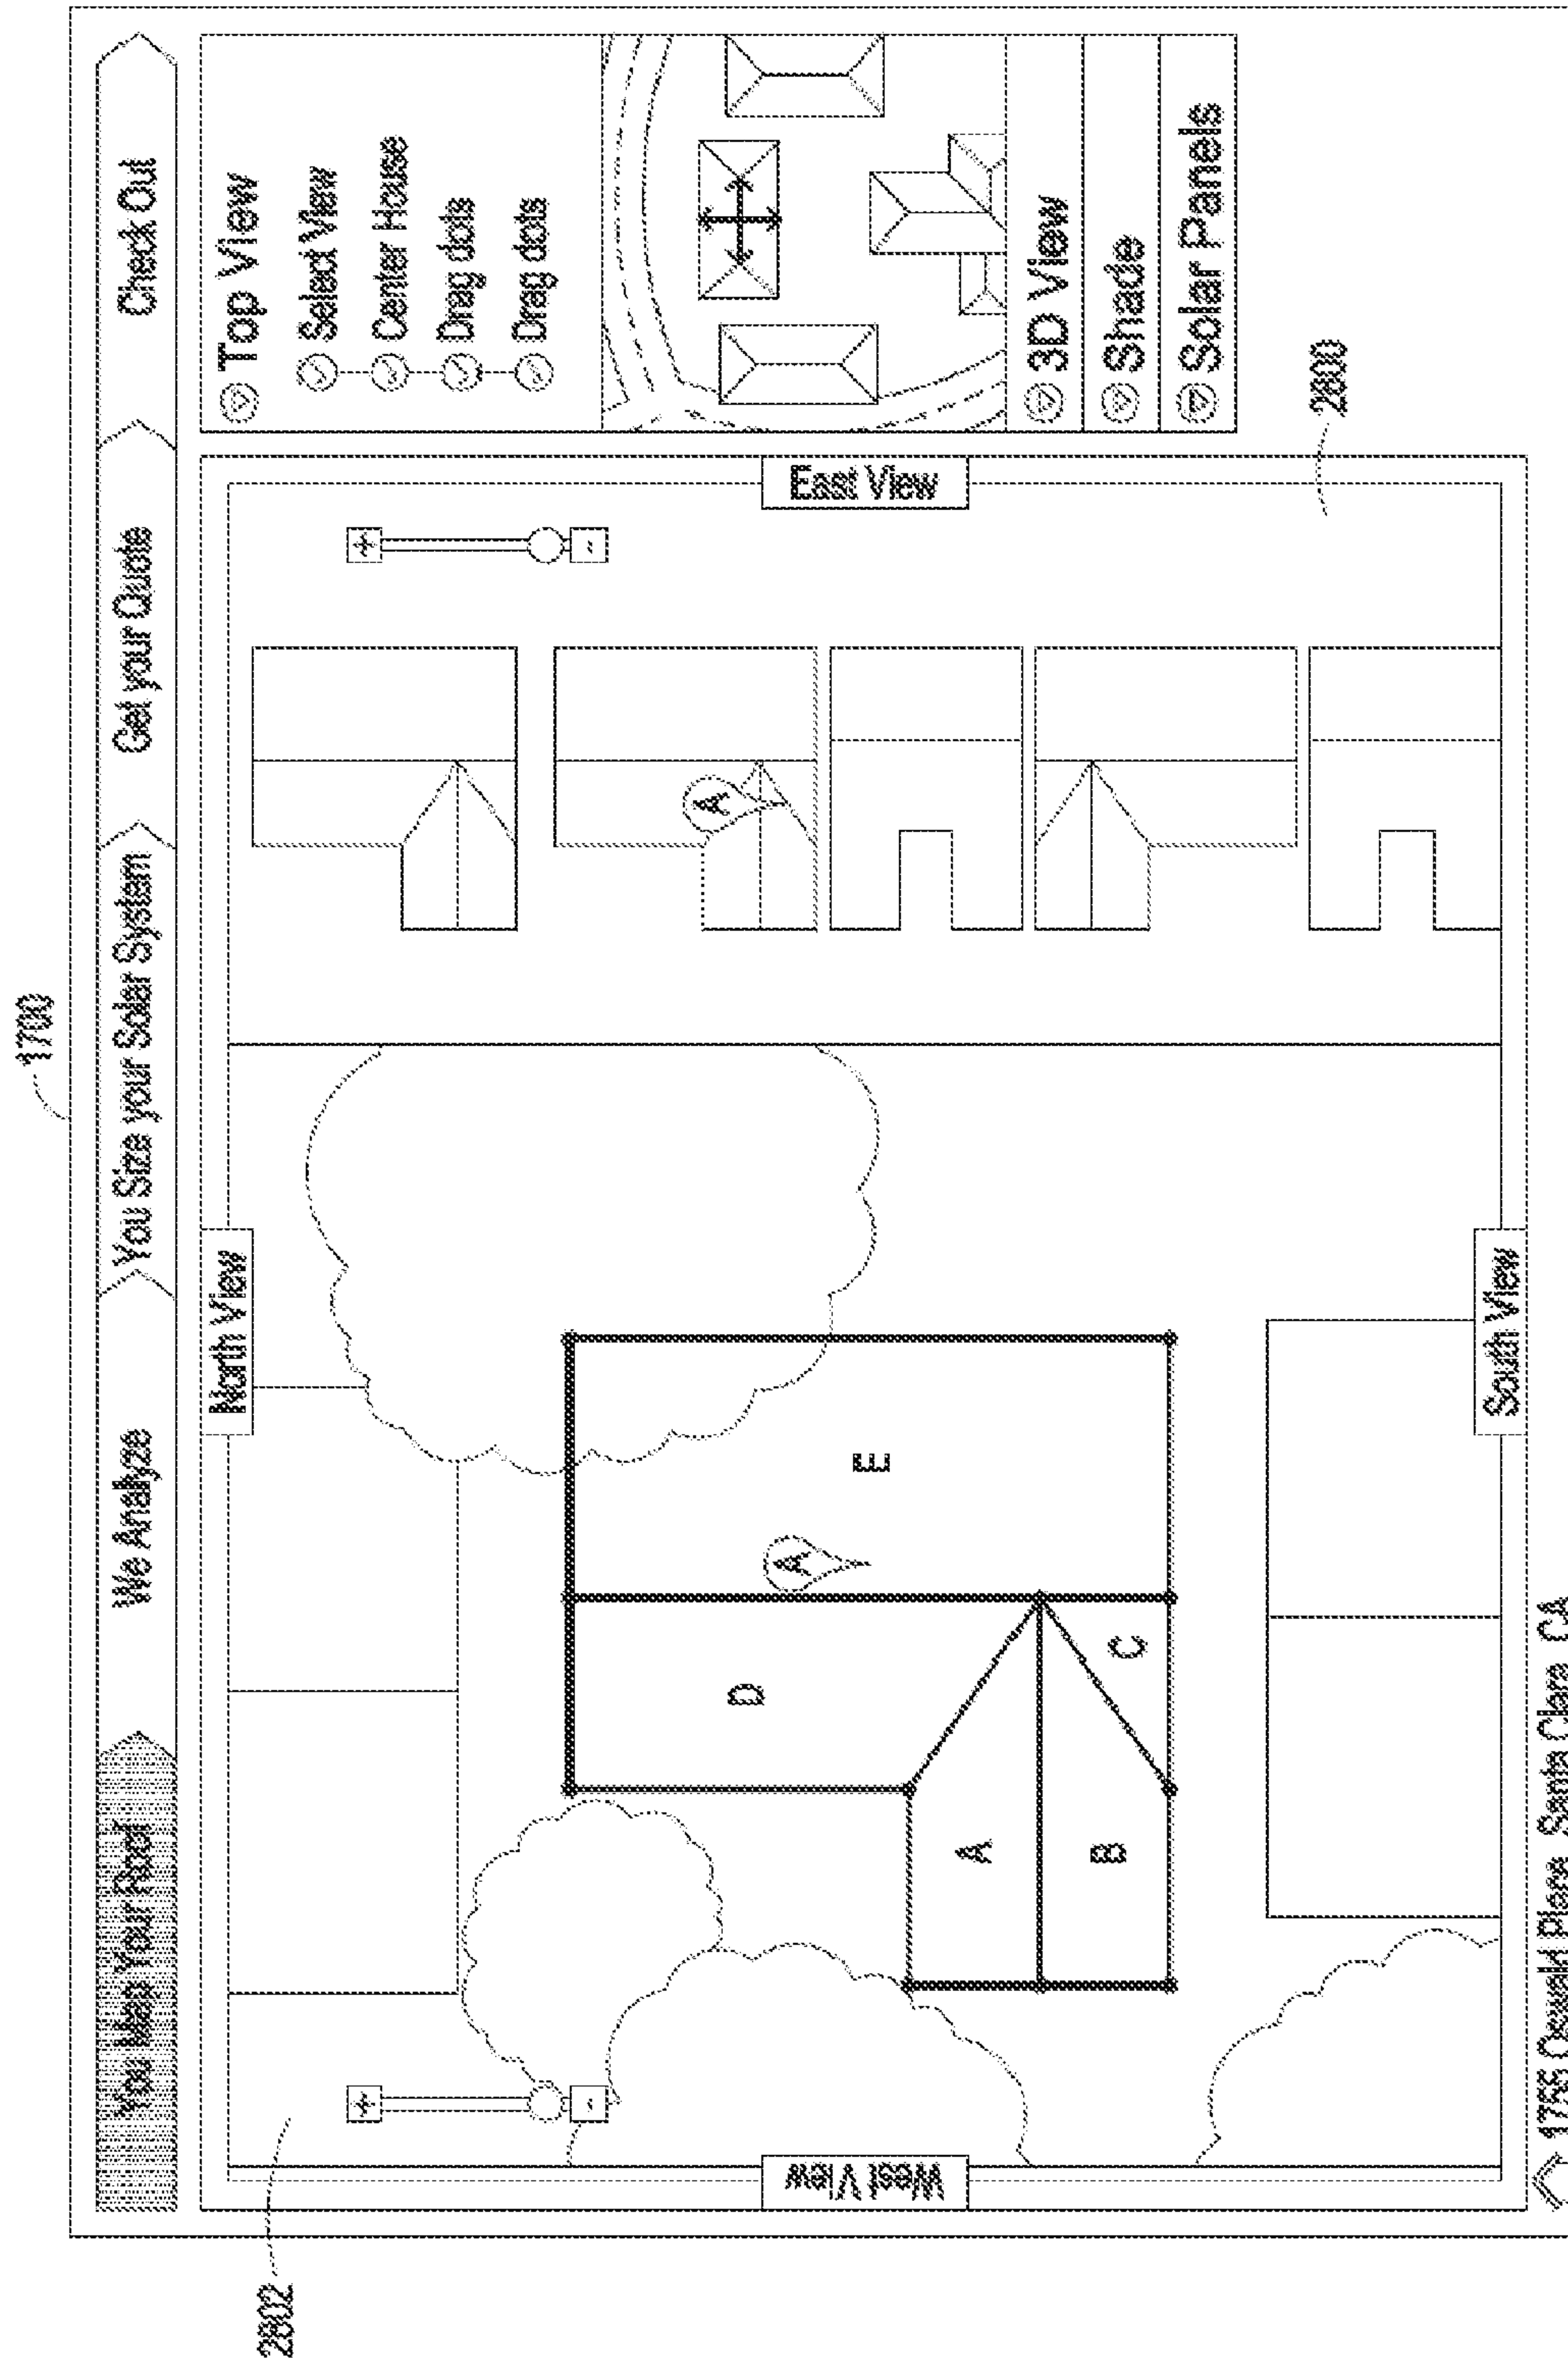 1700
You Map Your Roof
We Analyze
You Size your Solar System
Get your Quote
Check Out
2802
North View
West View
East View
South View
+
-
A
D
E
A
B
C
+
-
A
Top View
Select View
Center House
Drag dots
Drag dots
3D View
Shade
Solar Panels
2800
1755 Oswald Place, Santa Clara, CA